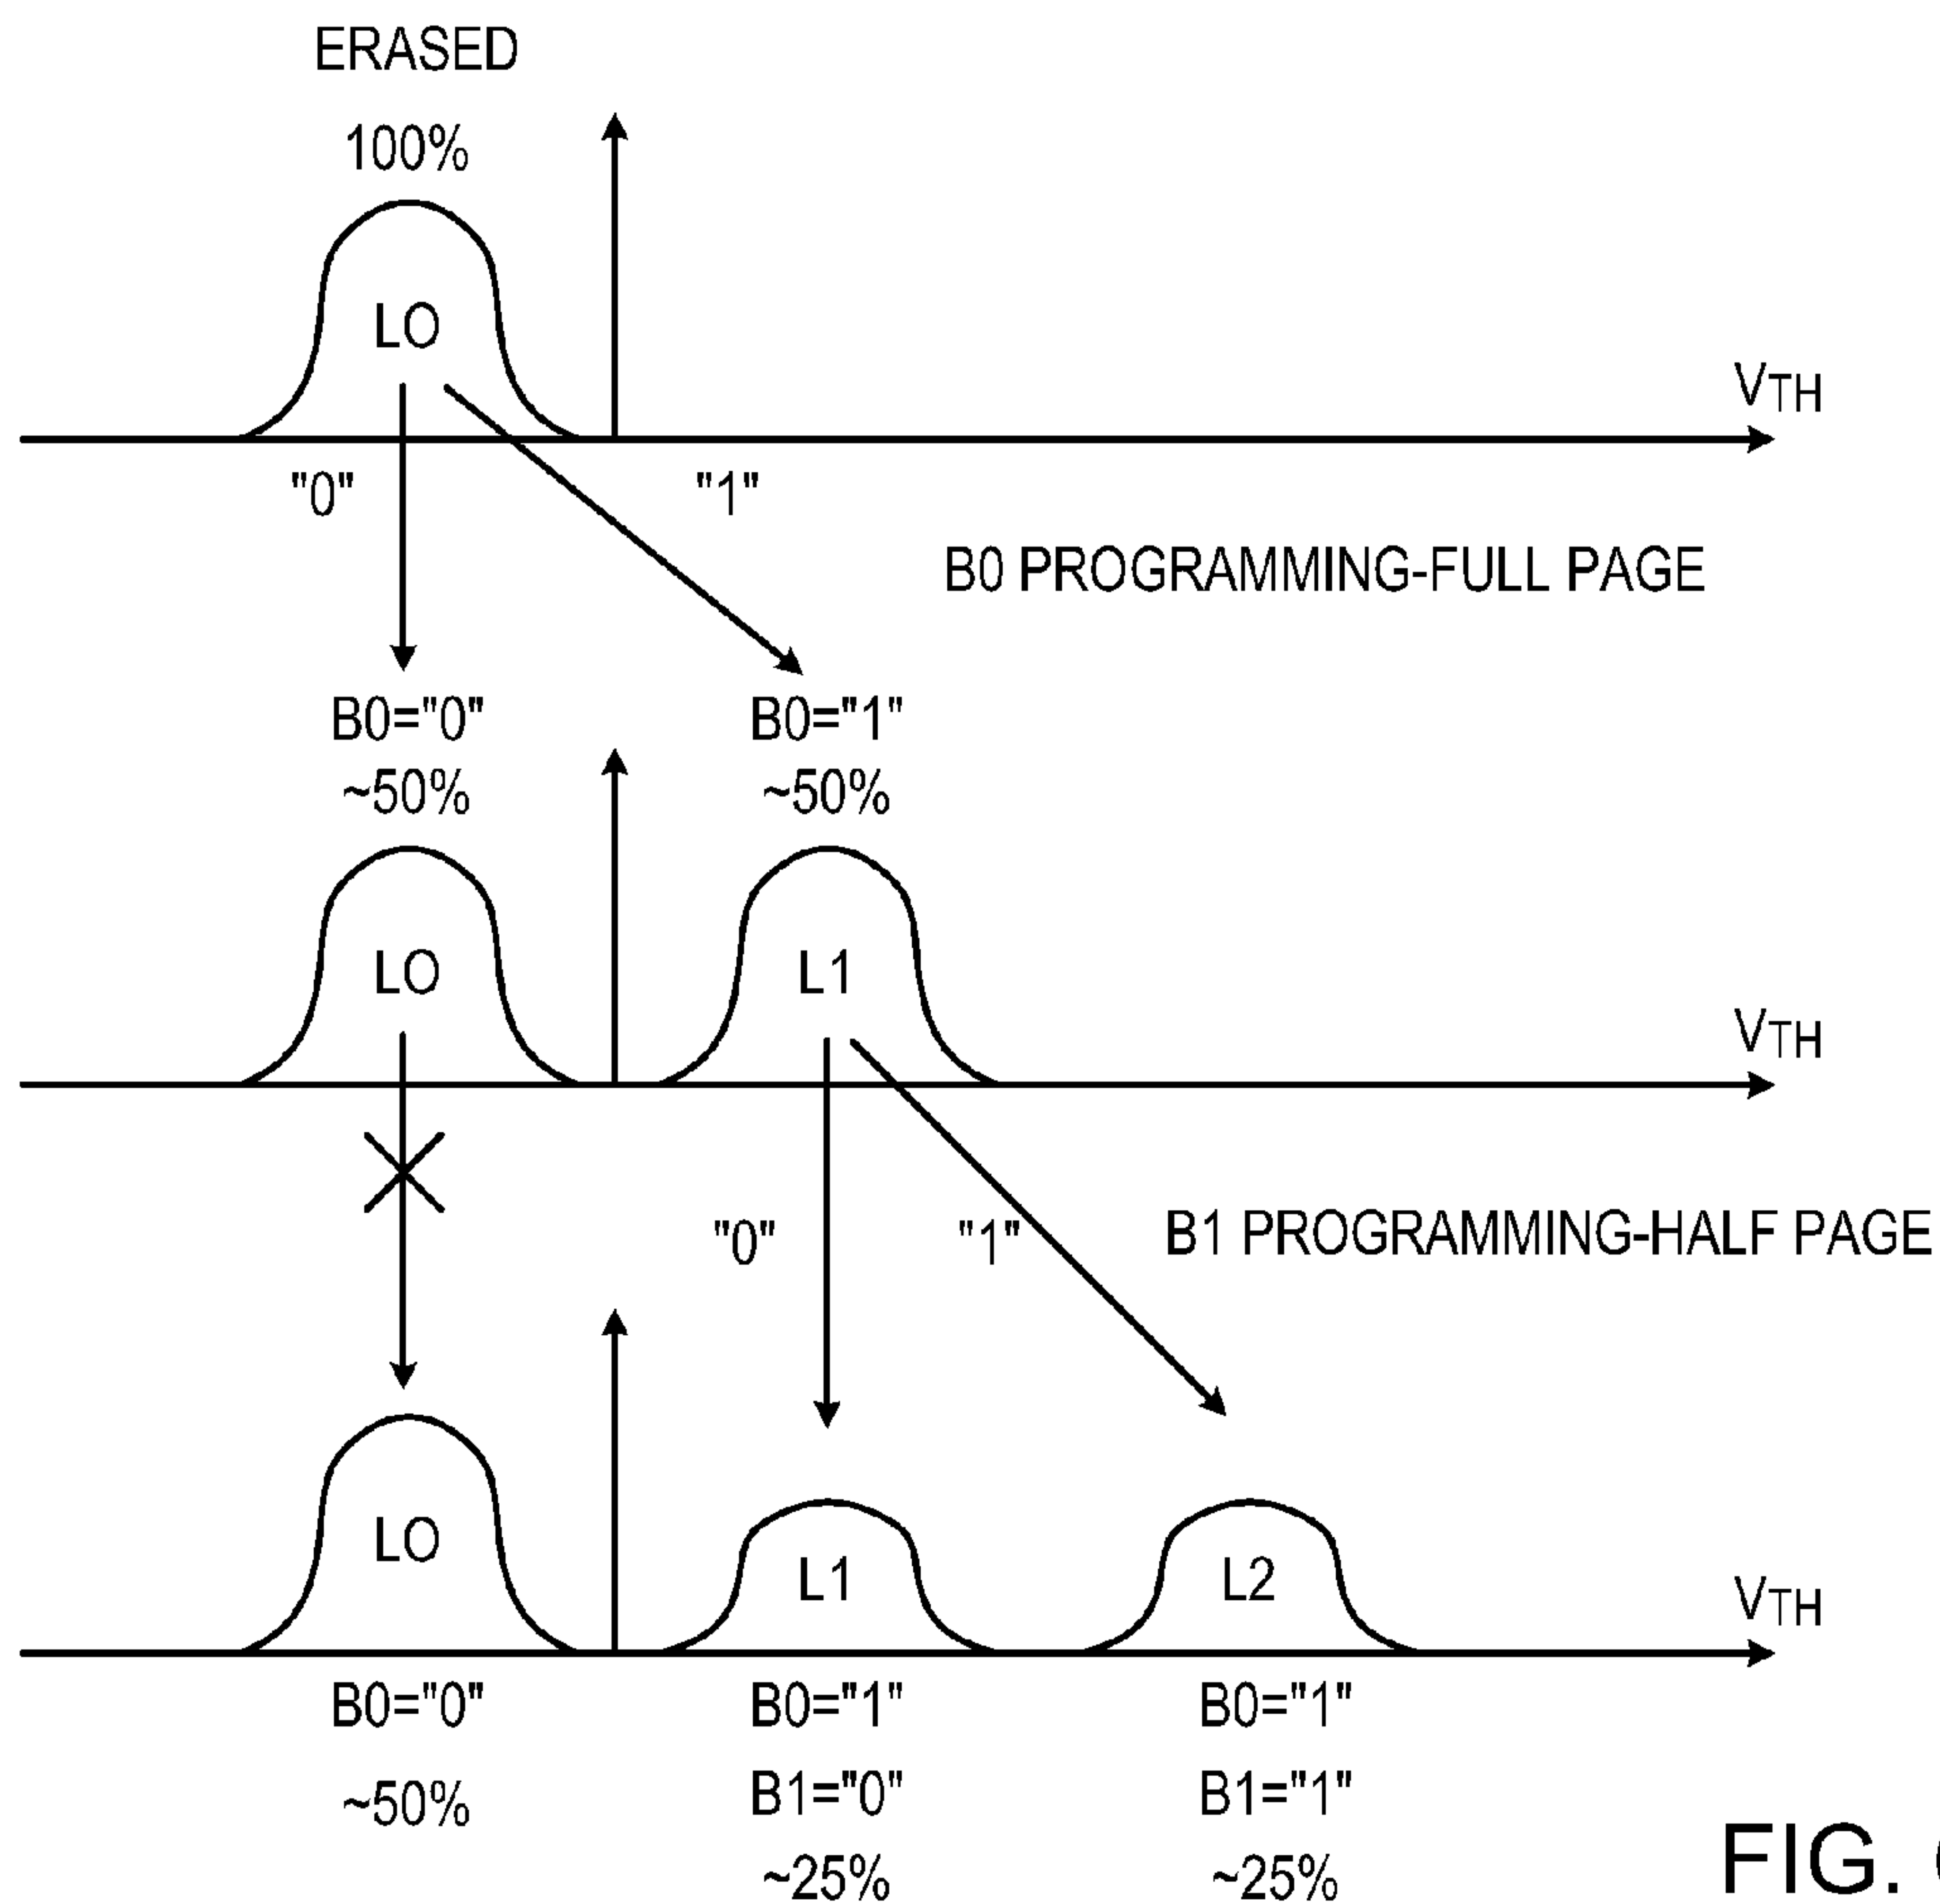 ERASED
100%
LO
VTH
"0"
"1"
B0 PROGRAMMING-FULL PAGE
B0="0"
B0="1"
~50%
~50%
LO
L1
VTH
"0"
"1"
B1 PROGRAMMING-HALF PAGE
LO
L1
L2
VTH
B0="0"
B0="1"
B0="1"
~50%
B1="0"
B1="1"
~25%
~25%
FIG.